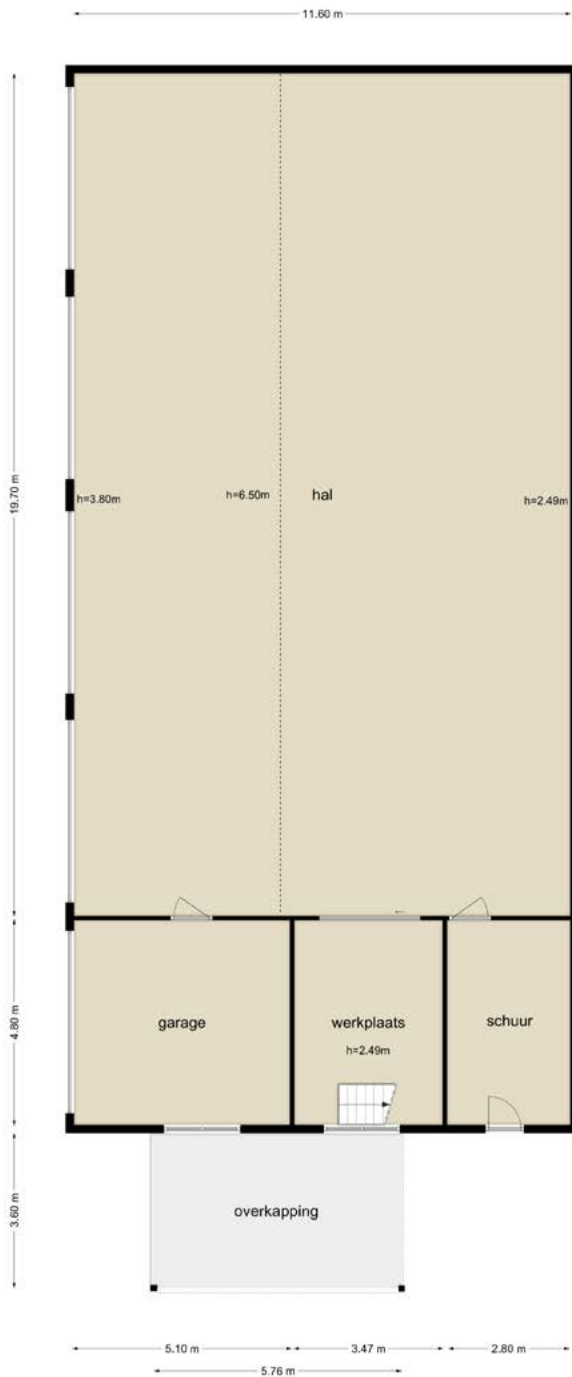 11.60 m
19.70 m
h=3.80m
h=6.50m
hal
h=2.49m
4.80 m
garage
werkplaats
h=2.49m
schuur
3.60 m
overkapping
5.10 m
3.47 m
2.80 m
5.76 m